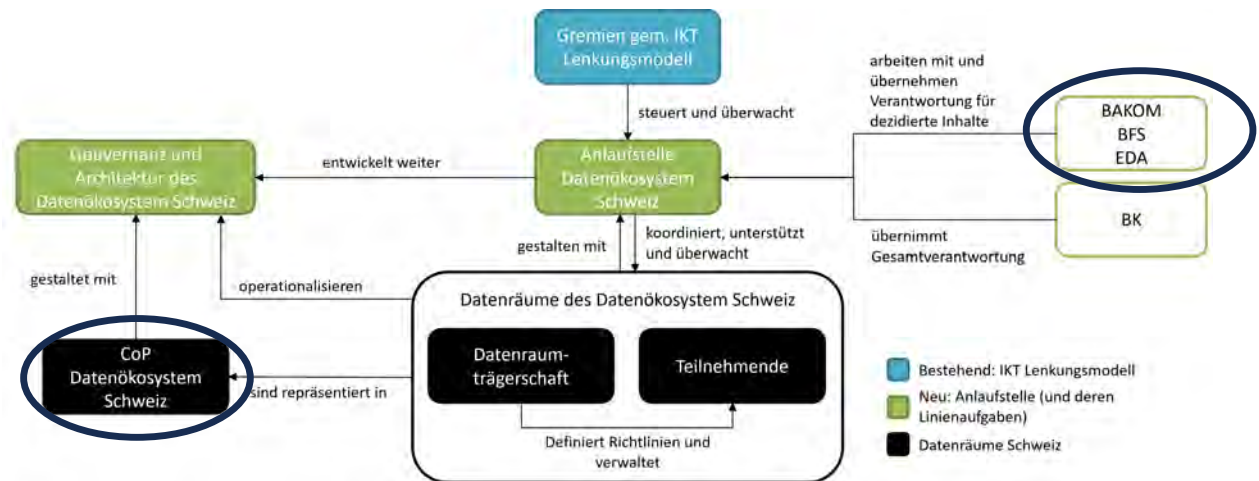 Gremien gem. IKT
Lenkungsmodell
steuert und überwacht
arbeiten mit und
übernehmen
Verantwortung für
dezidierte Inhalte
BAKOM
BFS
EDA
Gouvernanz und
Architektur des
Datenökosystem Schweiz
entwickelt weiter
Anlaufstelle
Datenökosystem
Schweiz
BK
übernimmt
Gesamtverantwortung
gestalten mit
koordiniert, unterstützt
und überwacht
gestaltet mit
operationalisieren
Datenräume des Datenökosystem Schweiz
CoP
Datenökosystem
Schweiz
sind repräsentiert in
Datenraum-
trägerschaft
Teilnehmende
Definiert Richtlinien und
verwaltet
Bestehend: IKT Lenkungsmodell
Neu: Anlaufstelle (und deren
Linienaufgaben)
Datenräume Schweiz